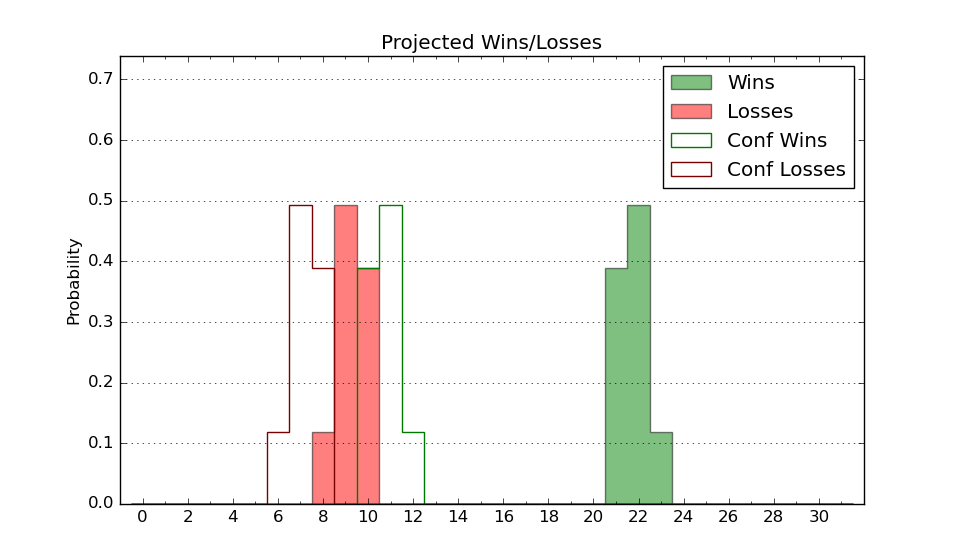 Projected Wins/Losses
Wins
Losses
Conf Wins
Conf Losses
Probability
0.7
0.6
0.5
0.4
0.3
0.2
0.1
0.0
0 2 4 6 8 10 12 14 16 18 20 22 24 26 28 30